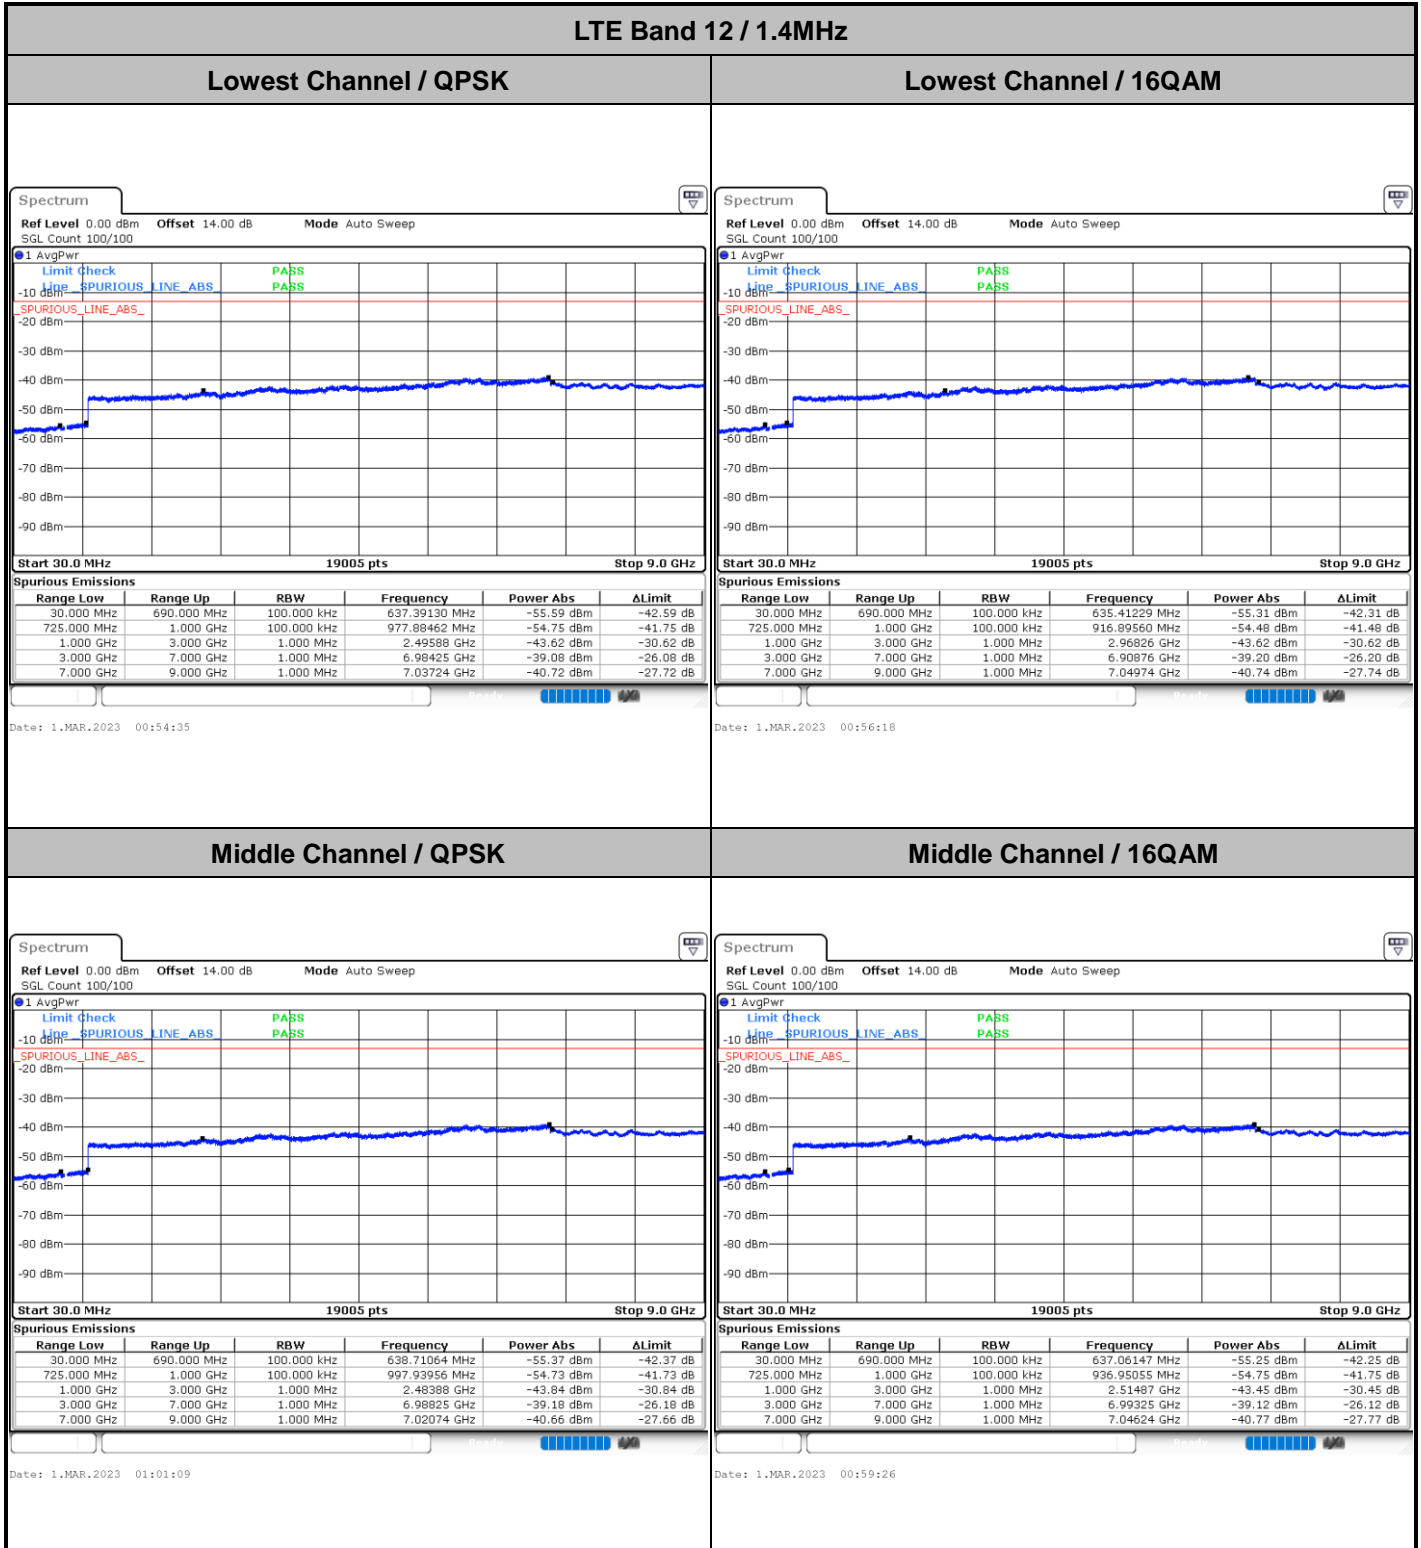 LTE Band 12 / 1.4MHz
Lowest Channel / QPSK
Lowest Channel / 16QAM
Spectrum
Ref Level 0.00 dBm Offset 14.00 dB Mode Auto Sweep
SGL Count 100/100
1 AvgPwr
Limit Check PASS
Line _SPURIOUS_LINE_ABS_ PASS
-10 dBm
_SPURIOUS_LINE_ABS_
-20 dBm
-30 dBm
-40 dBm
-50 dBm
-60 dBm
-70 dBm
-80 dBm
-90 dBm
Start 30.0 MHz 19005 pts Stop 9.0 GHz
Spurious Emissions
Range Low Range Up RBW Frequency Power Abs ΔLimit
30.000 MHz 690.000 MHz 100.000 kHz 637.39130 MHz -55.59 dBm -42.59 dB
725.000 MHz 1.000 GHz 100.000 kHz 977.88462 MHz -54.75 dBm -41.75 dB
1.000 GHz 3.000 GHz 1.000 MHz 2.49588 GHz -43.62 dBm -30.62 dB
3.000 GHz 7.000 GHz 1.000 MHz 6.98425 GHz -39.08 dBm -26.08 dB
7.000 GHz 9.000 GHz 1.000 MHz 7.03724 GHz -40.72 dBm -27.72 dB
Ready
Date: 1.MAR.2023 00:54:35
Spectrum
Ref Level 0.00 dBm Offset 14.00 dB Mode Auto Sweep
SGL Count 100/100
1 AvgPwr
Limit Check PASS
Line _SPURIOUS_LINE_ABS_ PASS
-10 dBm
_SPURIOUS_LINE_ABS_
-20 dBm
-30 dBm
-40 dBm
-50 dBm
-60 dBm
-70 dBm
-80 dBm
-90 dBm
Start 30.0 MHz 19005 pts Stop 9.0 GHz
Spurious Emissions
Range Low Range Up RBW Frequency Power Abs ΔLimit
30.000 MHz 690.000 MHz 100.000 kHz 635.41229 MHz -55.31 dBm -42.31 dB
725.000 MHz 1.000 GHz 100.000 kHz 916.89560 MHz -54.48 dBm -41.48 dB
1.000 GHz 3.000 GHz 1.000 MHz 2.96826 GHz -43.62 dBm -30.62 dB
3.000 GHz 7.000 GHz 1.000 MHz 6.90876 GHz -39.20 dBm -26.20 dB
7.000 GHz 9.000 GHz 1.000 MHz 7.04974 GHz -40.74 dBm -27.74 dB
Ready
Date: 1.MAR.2023 00:56:18
Middle Channel / QPSK
Middle Channel / 16QAM
Spectrum
Ref Level 0.00 dBm Offset 14.00 dB Mode Auto Sweep
SGL Count 100/100
1 AvgPwr
Limit Check PASS
Line _SPURIOUS_LINE_ABS_ PASS
-10 dBm
_SPURIOUS_LINE_ABS_
-20 dBm
-30 dBm
-40 dBm
-50 dBm
-60 dBm
-70 dBm
-80 dBm
-90 dBm
Start 30.0 MHz 19005 pts Stop 9.0 GHz
Spurious Emissions
Range Low Range Up RBW Frequency Power Abs ΔLimit
30.000 MHz 690.000 MHz 100.000 kHz 638.71064 MHz -55.37 dBm -42.37 dB
725.000 MHz 1.000 GHz 100.000 kHz 997.93956 MHz -54.73 dBm -41.73 dB
1.000 GHz 3.000 GHz 1.000 MHz 2.48388 GHz -43.84 dBm -30.84 dB
3.000 GHz 7.000 GHz 1.000 MHz 6.98825 GHz -39.18 dBm -26.18 dB
7.000 GHz 9.000 GHz 1.000 MHz 7.02074 GHz -40.66 dBm -27.66 dB
Ready
Date: 1.MAR.2023 01:01:09
Spectrum
Ref Level 0.00 dBm Offset 14.00 dB Mode Auto Sweep
SGL Count 100/100
1 AvgPwr
Limit Check PASS
Line _SPURIOUS_LINE_ABS_ PASS
-10 dBm
_SPURIOUS_LINE_ABS_
-20 dBm
-30 dBm
-40 dBm
-50 dBm
-60 dBm
-70 dBm
-80 dBm
-90 dBm
Start 30.0 MHz 19005 pts Stop 9.0 GHz
Spurious Emissions
Range Low Range Up RBW Frequency Power Abs ΔLimit
30.000 MHz 690.000 MHz 100.000 kHz 637.06147 MHz -55.25 dBm -42.25 dB
725.000 MHz 1.000 GHz 100.000 kHz 936.95055 MHz -54.75 dBm -41.75 dB
1.000 GHz 3.000 GHz 1.000 MHz 2.51487 GHz -43.45 dBm -30.45 dB
3.000 GHz 7.000 GHz 1.000 MHz 6.99325 GHz -39.12 dBm -26.12 dB
7.000 GHz 9.000 GHz 1.000 MHz 7.04624 GHz -40.77 dBm -27.77 dB
Ready
Date: 1.MAR.2023 00:59:26